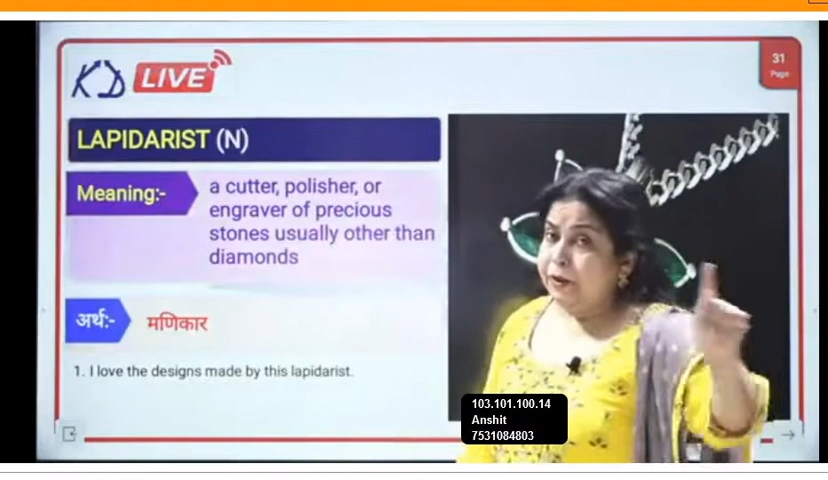 KD LIVE
31
Page
LAPIDARIST (N)
Meaning:-
a cutter, polisher, or
engraver of precious
stones usually other than
diamonds
अर्थ:-
मणिकार
1. I love the designs made by this lapidarist.
103.101.100.14
Anshit
7531084803